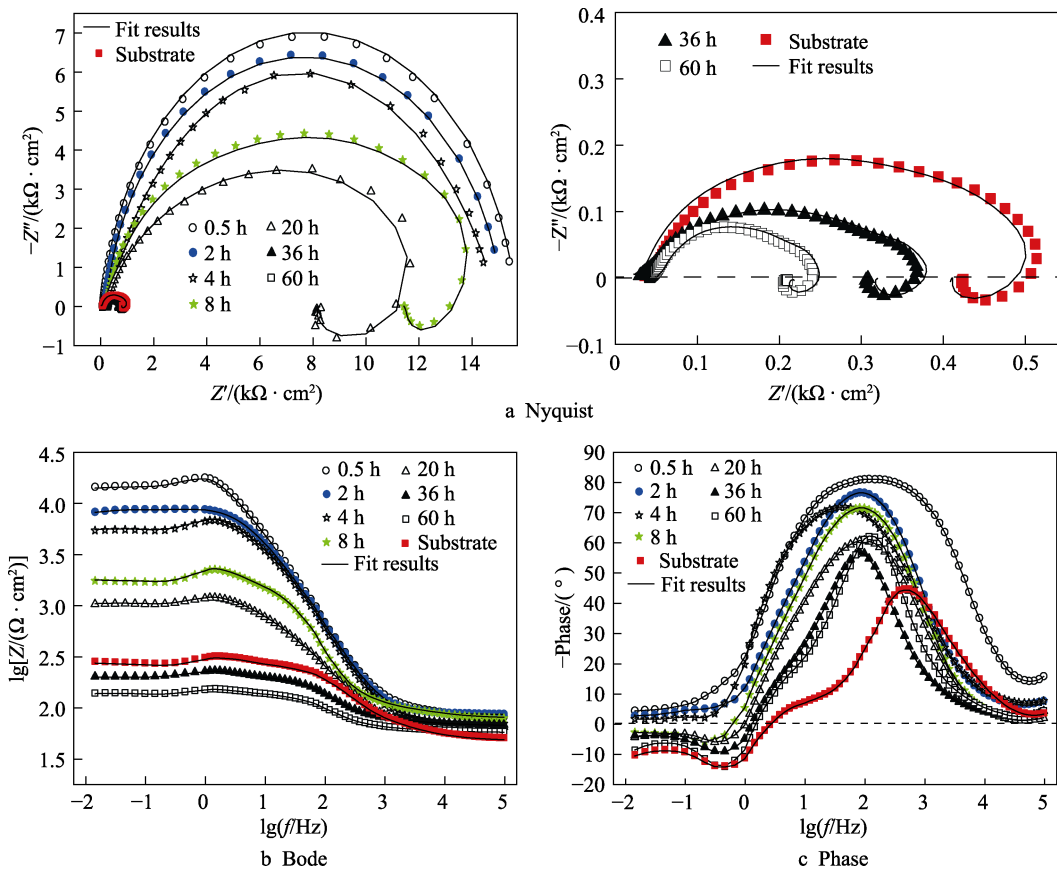 7
6
5
4
3
2
1
0
−1
−Z″/(kΩ · cm²)
Fit results
Substrate
0.5 h
2 h
4 h
8 h
20 h
36 h
60 h
0 2 4 6 8 10 12 14
Z′/(kΩ · cm²)
0.4
0.3
0.2
0.1
0
−0.1
−Z″/(kΩ · cm²)
36 h
60 h
Substrate
Fit results
0 0.1 0.2 0.3 0.4 0.5
Z′/(kΩ · cm²)
a Nyquist
4.5
4.0
3.5
3.0
2.5
2.0
1.5
lg[Z/(Ω · cm²)]
0.5 h
2 h
4 h
8 h
20 h
36 h
60 h
Substrate
Fit results
−2 −1 0 1 2 3 4 5
lg(f/Hz)
b Bode
90
80
70
60
50
40
30
20
10
0
−10
−20
−Phase/( ° )
0.5 h
2 h
4 h
8 h
20 h
36 h
60 h
Substrate
Fit results
−2 −1 0 1 2 3 4 5
lg(f/Hz)
c Phase